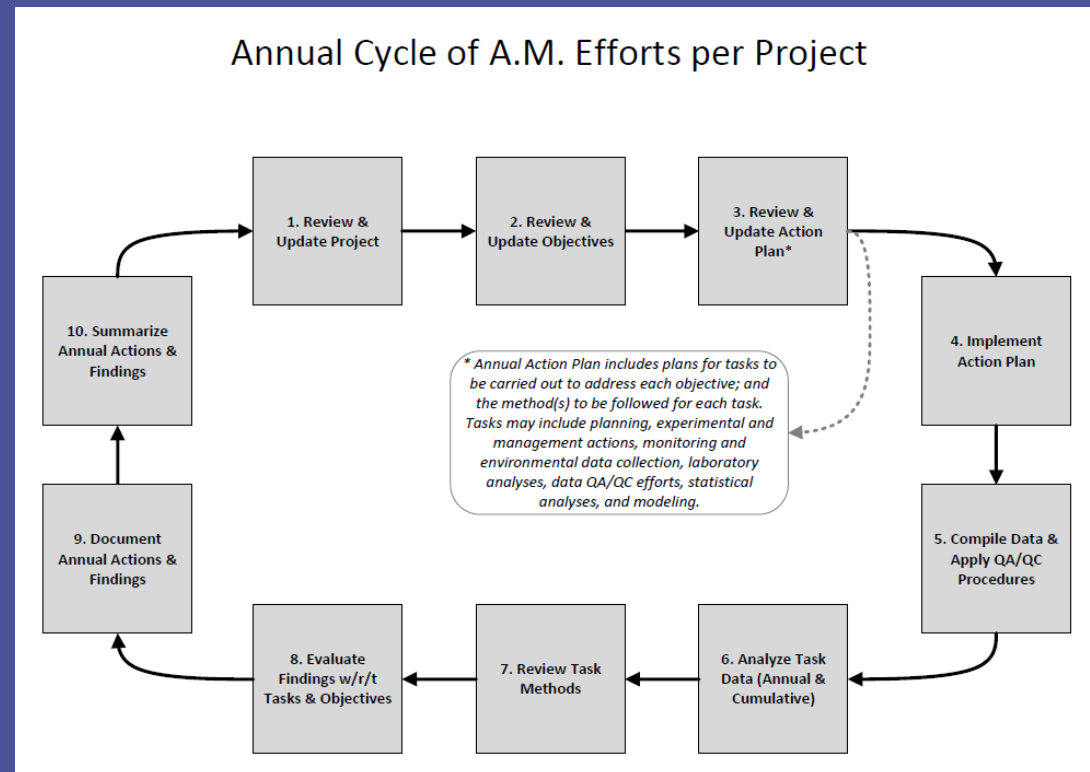 Annual Cycle of A.M. Efforts per Project
1. Review &
Update Project
2. Review &
Update Objectives
3. Review &
Update Action
Plan*
4. Implement
Action Plan
* Annual Action Plan includes plans for tasks to
be carried out to address each objective; and
the method(s) to be followed for each task.
Tasks may include planning, experimental and
management actions, monitoring and
environmental data collection, laboratory
analyses, data QA/QC efforts, statistical
analyses, and modeling.
5. Compile Data &
Apply QA/QC
Procedures
6. Analyze Task
Data (Annual &
Cumulative)
7. Review Task
Methods
8. Evaluate
Findings w/r/t
Tasks & Objectives
9. Document
Annual Actions &
Findings
10. Summarize
Annual Actions &
Findings